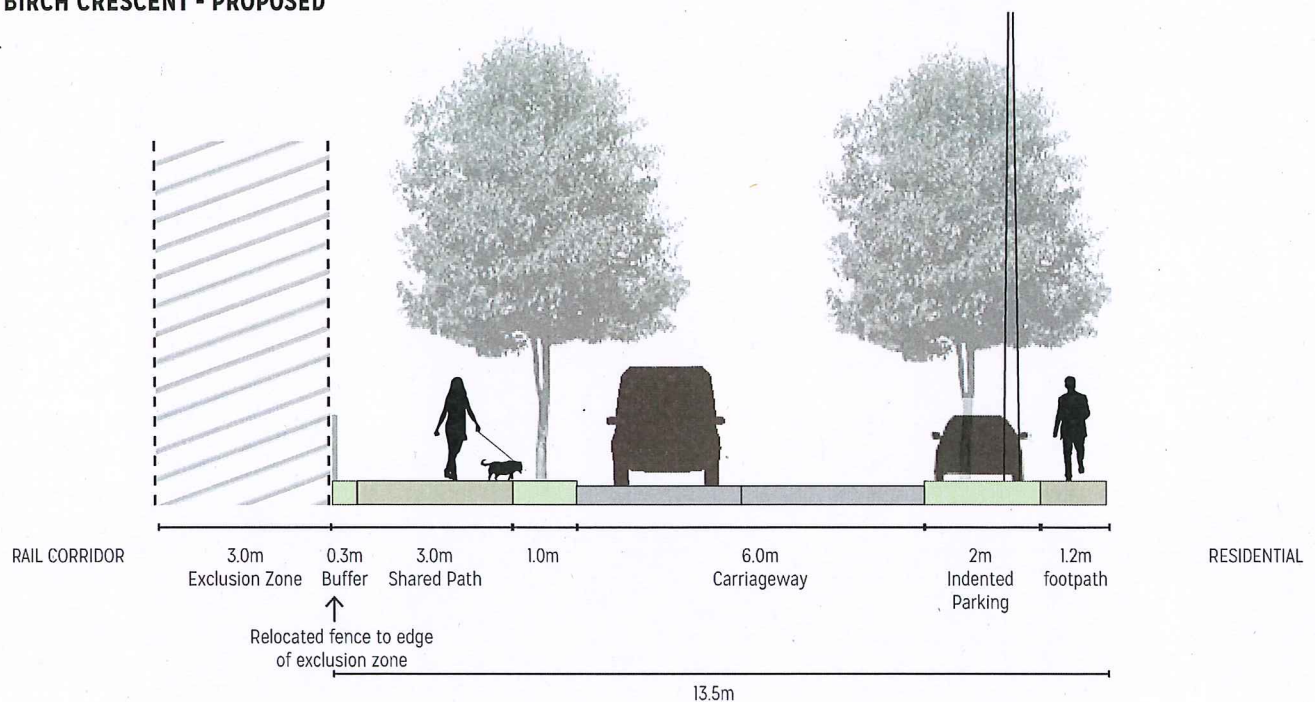 BIRCH CRESCENT - PROPOSED
RAIL CORRIDOR
3.0m
Exclusion Zone
0.3m
Buffer
3.0m
Shared Path
1.0m
6.0m
Carriageway
2m
Indented
Parking
1.2m
footpath
RESIDENTIAL
Relocated fence to edge
of exclusion zone
13.5m